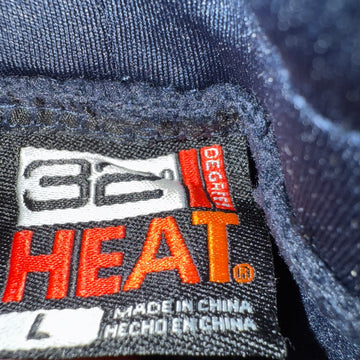 32°
DEGREES
HEAT®
MADE IN CHINA
L HECHO EN CHINA